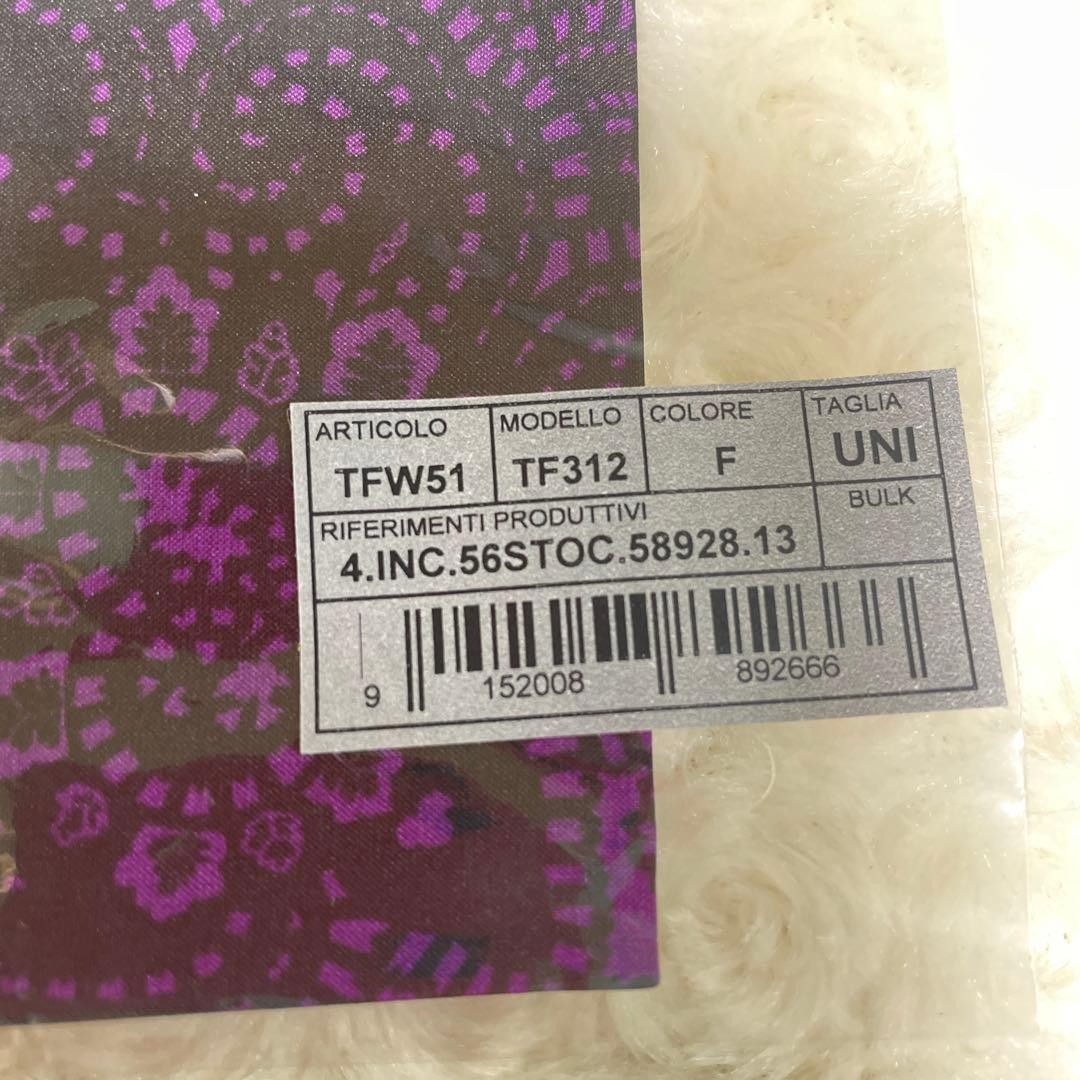 ARTICOLO MODELLO COLORE TAGLIA
TFW51 TF312 F UNI
RIFERIMENTI PRODUTTIVI BULK
4.INC.56STOC.58928.13
9 152008 892666